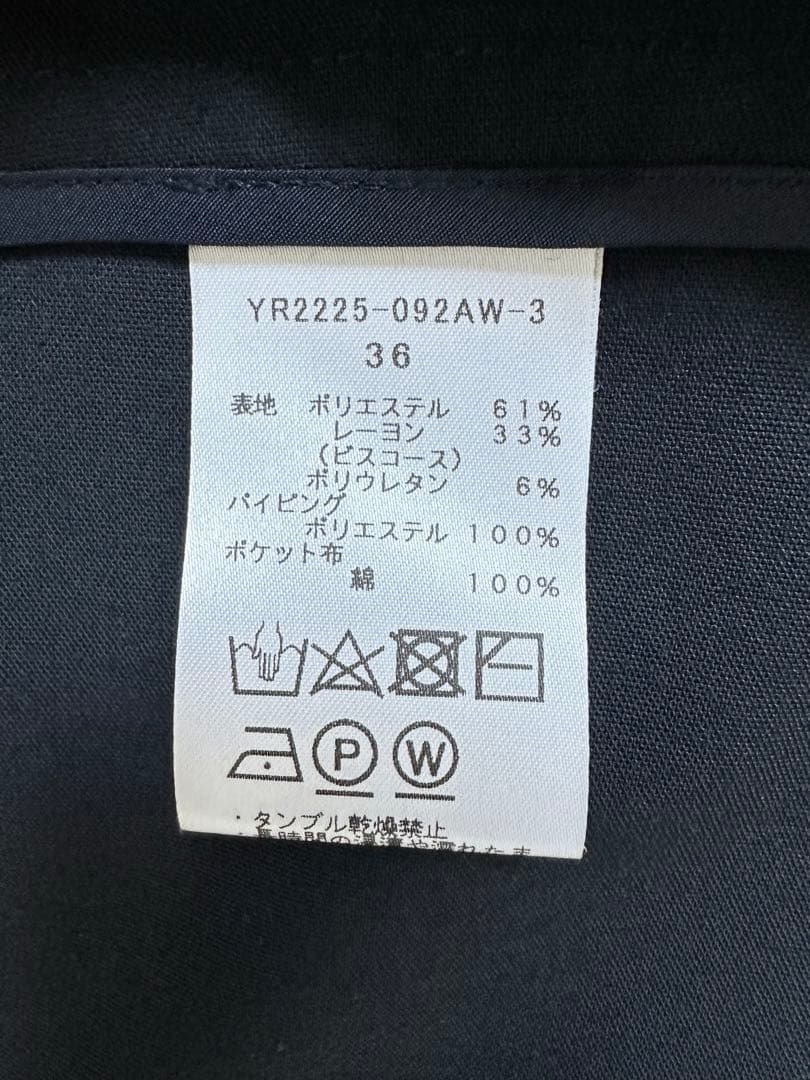 YR2225-092AW-3
36
表地 ポリエステル 61%
レーヨン 33%
(ビスコース)
ポリウレタン 6%
パイピング
ポリエステル 100%
ポケット布
綿 100%
P W
・タンブル乾燥禁止